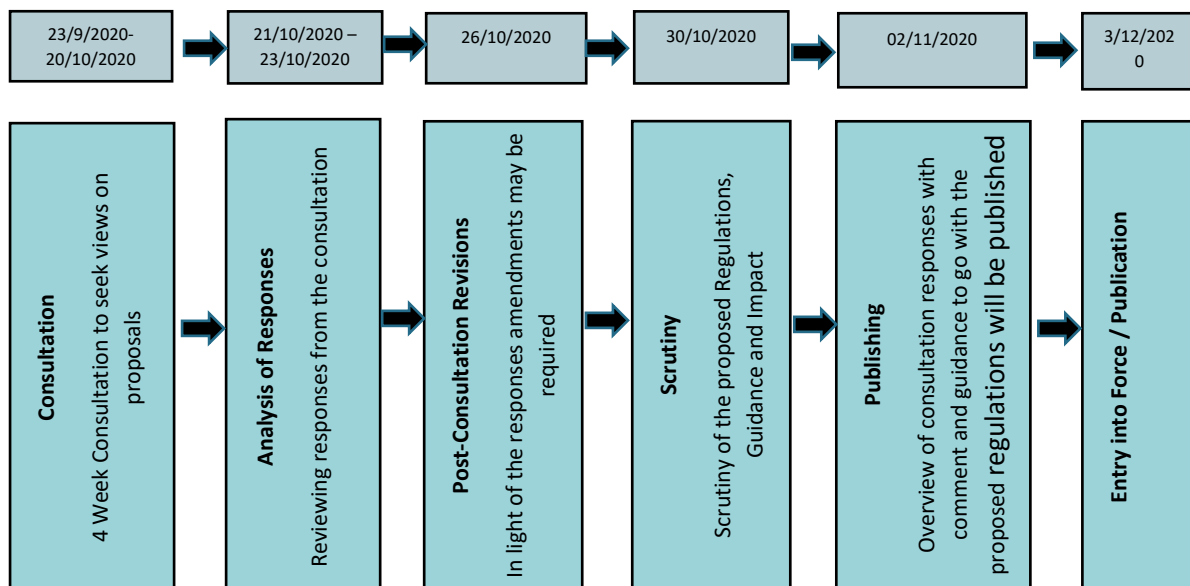 23/9/2020-
20/10/2020
21/10/2020 –
23/10/2020
26/10/2020
30/10/2020
02/11/2020
3/12/202
0
Consultation
4 Week Consultation to seek views on
proposals
Analysis of Responses
Reviewing responses from the consultation
Post-Consultation Revisions
In light of the responses amendments may be
required
Scrutiny
Scrutiny of the proposed Regulations,
Guidance and Impact
Publishing
Overview of consultation responses with
comment and guidance to go with the
proposed regulations will be published
Entry into Force / Publication